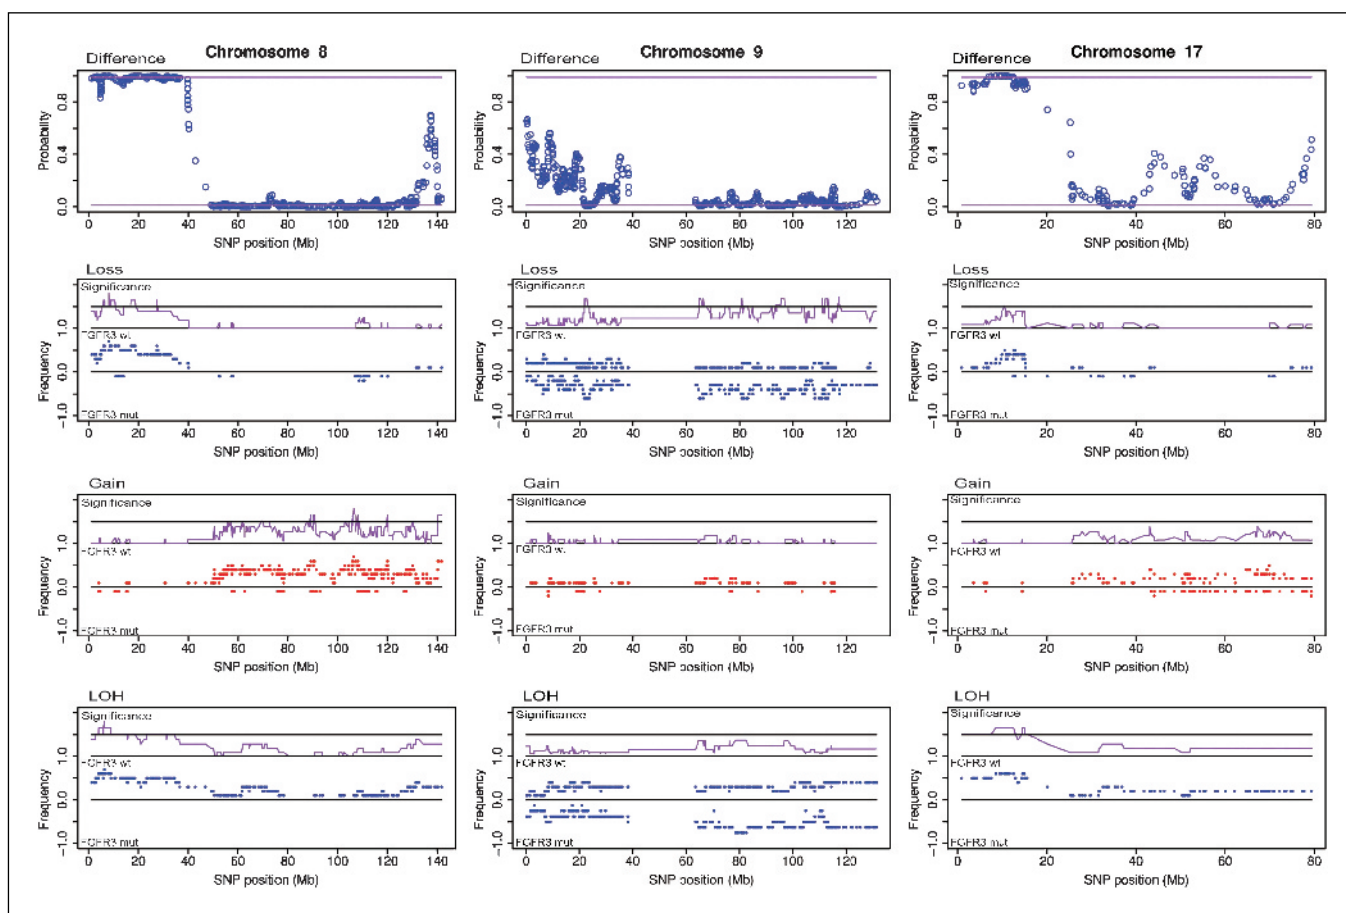 Chromosome 8
Chromosome 9
Chromosome 17
Difference
Difference
Difference
Probability
0.8
0.4
0.0
0 20 40 60 80 100 120 140
SNP position (Mb)
Probability
0.8
0.4
0.0
0 20 40 60 80 100 120
SNP position (Mb)
Probability
0.8
0.4
0.0
0 20 40 60 80
SNP position (Mb)
Loss
Significance
FGFR3 wt
FGFR3 mut
Frequency
1.0
0.0
−1.0
0 20 40 60 80 100 120 140
SNP position (Mb)
Loss
Significance
FGFR3 wt
FGFR3 mut
Frequency
1.0
0.0
−1.0
0 20 40 60 80 100 120
SNP position (Mb)
Loss
Significance
FGFR3 wt
FGFR3 mut
Frequency
1.0
0.0
−1.0
0 20 40 60 80
SNP position (Mb)
Gain
Significance
FGFR3 wt
FGFR3 mut
Frequency
1.0
0.0
−1.0
0 20 40 60 80 100 120 140
SNP position (Mb)
Gain
Significance
FGFR3 wt
FGFR3 mut
Frequency
1.0
0.0
−1.0
0 20 40 60 80 100 120
SNP position (Mb)
Gain
Significance
FGFR3 wt
FGFR3 mut
Frequency
1.0
0.0
−1.0
0 20 40 60 80
SNP position (Mb)
LOH
Significance
FGFR3 wt
FGFR3 mut
Frequency
1.0
0.0
−1.0
0 20 40 60 80 100 120 140
SNP position (Mb)
LOH
Significance
FGFR3 wt
FGFR3 mut
Frequency
1.0
0.0
−1.0
0 20 40 60 80 100 120
SNP position (Mb)
LOH
Significance
FGFR3 wt
FGFR3 mut
Frequency
1.0
0.0
−1.0
0 20 40 60 80
SNP position (Mb)